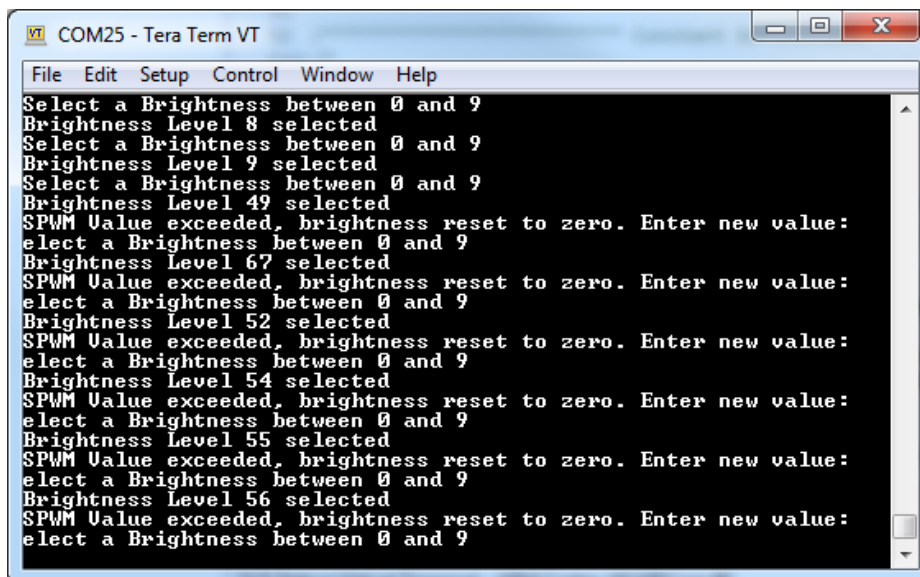 COM25 - Tera Term VT
File Edit Setup Control Window Help
Select a Brightness between 0 and 9
Brightness Level 8 selected
Select a Brightness between 0 and 9
Brightness Level 9 selected
Select a Brightness between 0 and 9
Brightness Level 49 selected
SPWM Value exceeded, brightness reset to zero. Enter new value:
elect a Brightness between 0 and 9
Brightness Level 67 selected
SPWM Value exceeded, brightness reset to zero. Enter new value:
elect a Brightness between 0 and 9
Brightness Level 52 selected
SPWM Value exceeded, brightness reset to zero. Enter new value:
elect a Brightness between 0 and 9
Brightness Level 54 selected
SPWM Value exceeded, brightness reset to zero. Enter new value:
elect a Brightness between 0 and 9
Brightness Level 55 selected
SPWM Value exceeded, brightness reset to zero. Enter new value:
elect a Brightness between 0 and 9
Brightness Level 56 selected
SPWM Value exceeded, brightness reset to zero. Enter new value:
elect a Brightness between 0 and 9